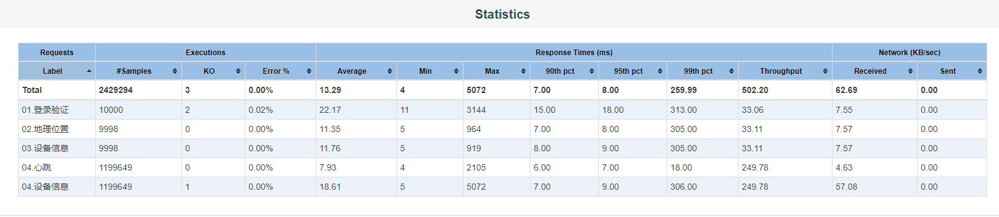 Statistics
Requests Executions Response Times (ms) Network (KB/sec)
Label #Samples KO Error % Average Min Max 90th pct 95th pct 99th pct Throughput Received Sent
Total 2429294 3 0.00% 13.29 4 5072 7.00 8.00 259.99 502.20 62.69 0.00
01.登录验证 10000 2 0.02% 22.17 11 3144 15.00 18.00 313.00 33.06 7.55 0.00
02.地理位置 9998 0 0.00% 11.35 5 964 7.00 8.00 305.00 33.11 7.57 0.00
03.设备信息 9998 0 0.00% 11.76 5 919 8.00 9.00 305.00 33.11 7.57 0.00
04.心跳 1199649 0 0.00% 7.93 4 2105 6.00 7.00 18.00 249.78 4.63 0.00
04.设备信息 1199649 1 0.00% 18.61 5 5072 7.00 9.00 306.00 249.78 57.08 0.00